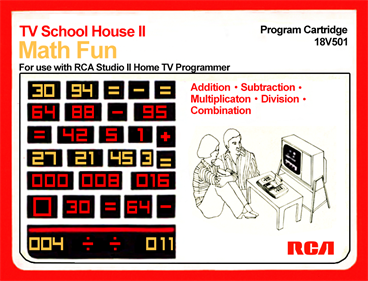 TV School House II
Program Cartridge
18V501
Math Fun
For use with RCA Studio II Home TV Programmer
30 94 = - =
64 88 - 95
= 42 5 1 +
27 21 45 3 =
000 008 016
□ 30 = 64 -
004 ÷ ÷ 011
Addition • Subtraction •
Multiplicaton • Division •
Combination
RCA